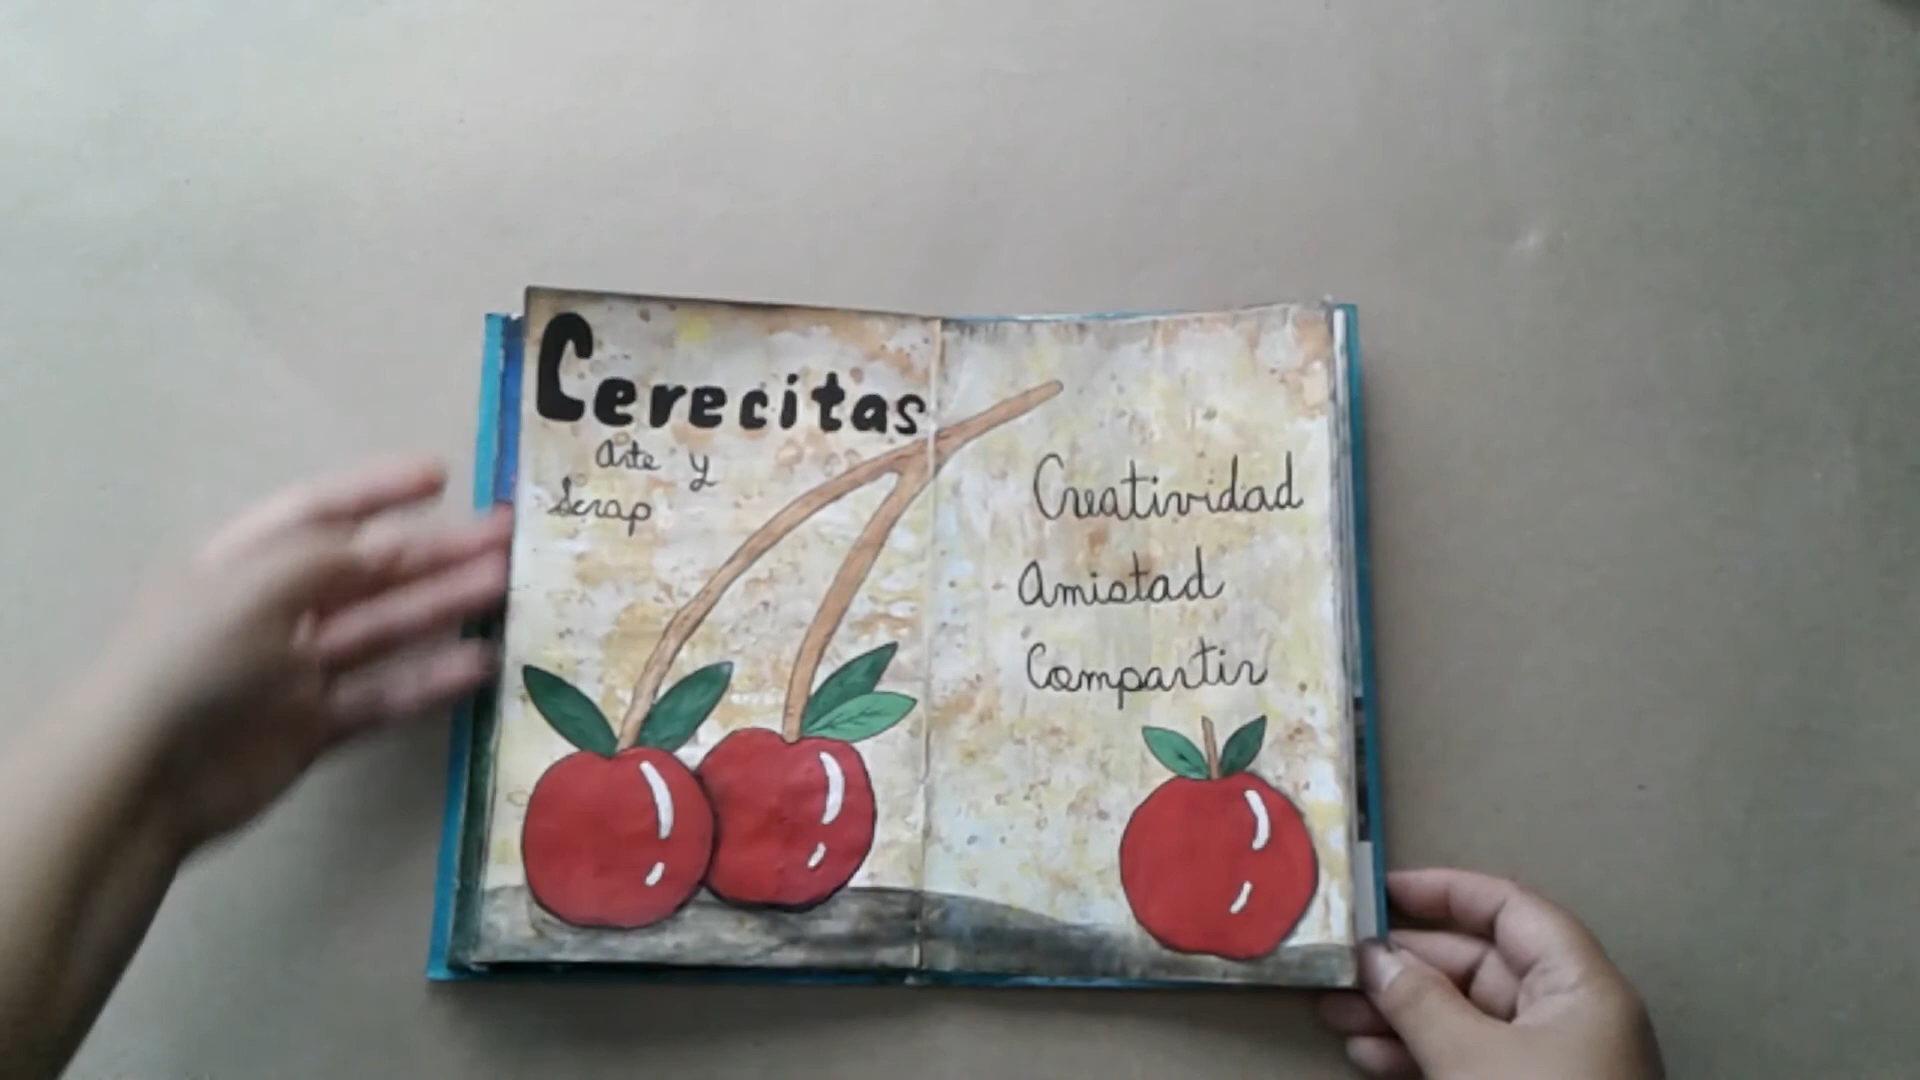 Cerecitas
Arte y
Scrap
Creatividad
Amistad
Compartir